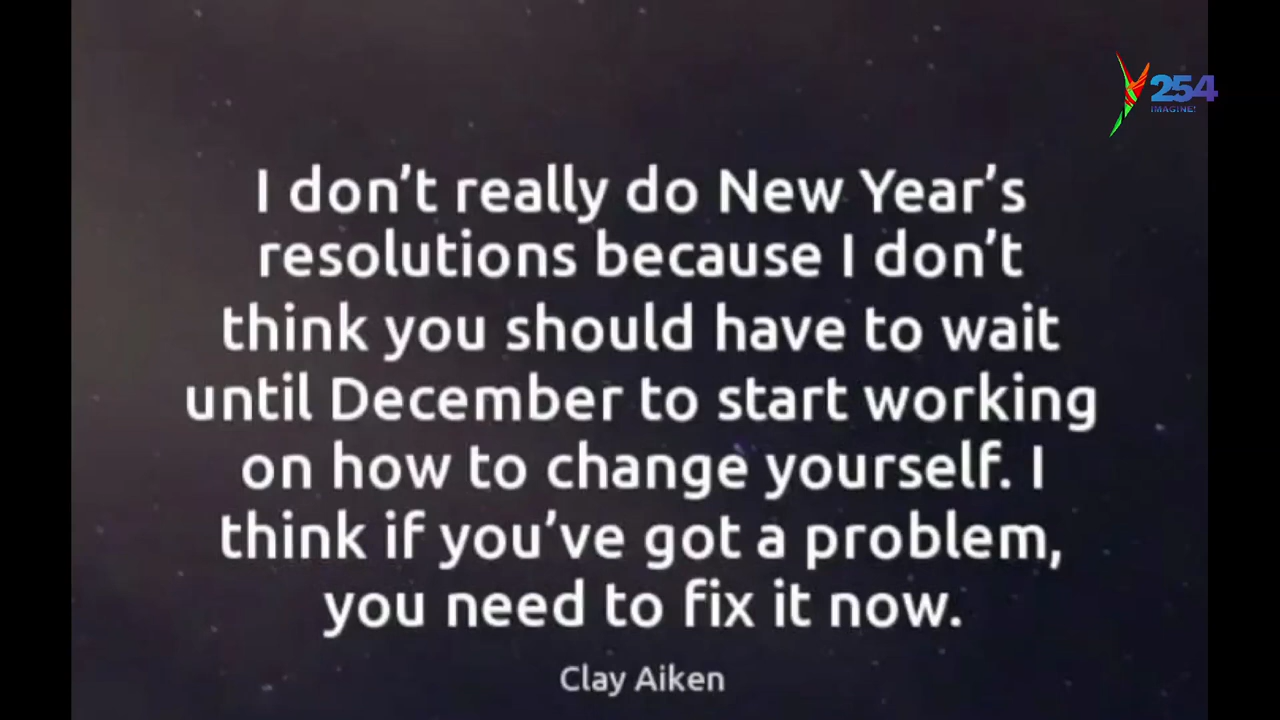 Y254
IMAGINE!
I don’t really do New Year’s
resolutions because I don’t
think you should have to wait
until December to start working
on how to change yourself. I
think if you’ve got a problem,
you need to fix it now.
Clay Aiken